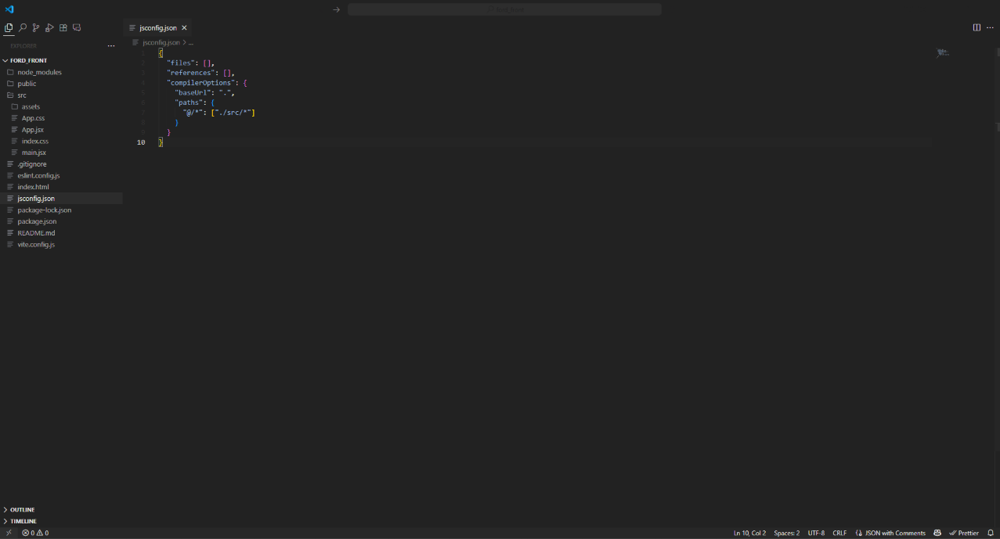 jsconfig.json
EXPLORER
jsconfig.json > ...
FORD_FRONT
node_modules
public
src
assets
App.css
App.jsx
index.css
main.jsx
.gitignore
eslint.config.js
index.html
jsconfig.json
package-lock.json
package.json
README.md
vite.config.js
{
"files": [],
"references": [],
"compilerOptions": {
"baseUrl": ".",
"paths": {
"@/*": ["./src/*"]
}
}
10 }
OUTLINE
TIMELINE
0 0
Ln 10, Col 2 Spaces: 2 UTF-8 CRLF JSON with Comments Prettier